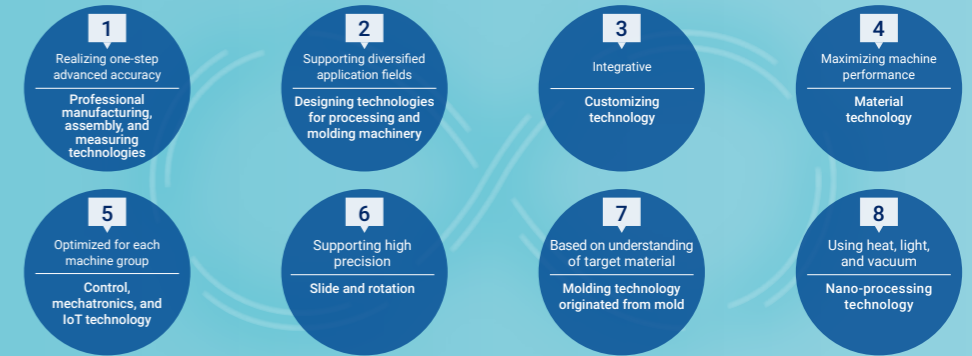 1
Realizing one-step
advanced accuracy
Professional
manufacturing,
assembly, and
measuring
technologies
2
Supporting diversified
application fields
Designing technologies
for processing and
molding machinery
3
Integrative
Customizing
technology
4
Maximizing machine
performance
Material
technology
5
Optimized for each
machine group
Control,
mechatronics, and
IoT technology
6
Supporting high
precision
Slide and rotation
7
Based on understanding
of target material
Molding technology
originated from mold
8
Using heat, light,
and vacuum
Nano-processing
technology